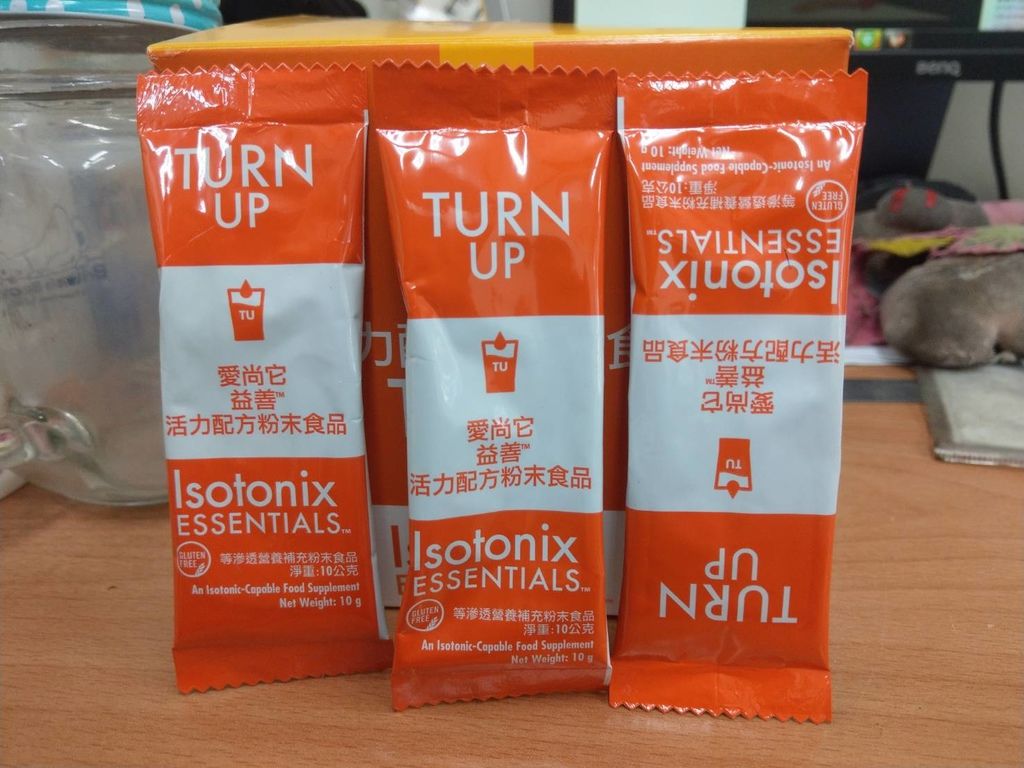 TURN
UP
TU
愛尚它
益善™
活力配方粉末食品
Isotonix
ESSENTIALS™
GLUTEN
FREE
等滲透營養補充粉末食品
淨重:10公克
An Isotonic-Capable Food Supplement
Net Weight: 10 g
TURN
UP
TU
愛尚它
益善™
活力配方粉末食品
Isotonix
ESSENTIALS™
GLUTEN
FREE
等滲透營養補充粉末食品
淨重:10公克
An Isotonic-Capable Food Supplement
Net Weight: 10 g
TURN
UP
TU
愛尚它
益善™
活力配方粉末食品
Isotonix
ESSENTIALS™
GLUTEN
FREE
等滲透營養補充粉末食品
淨重:10公克
An Isotonic-Capable Food Supplement
Net Weight: 10 g
力
食
BenQ